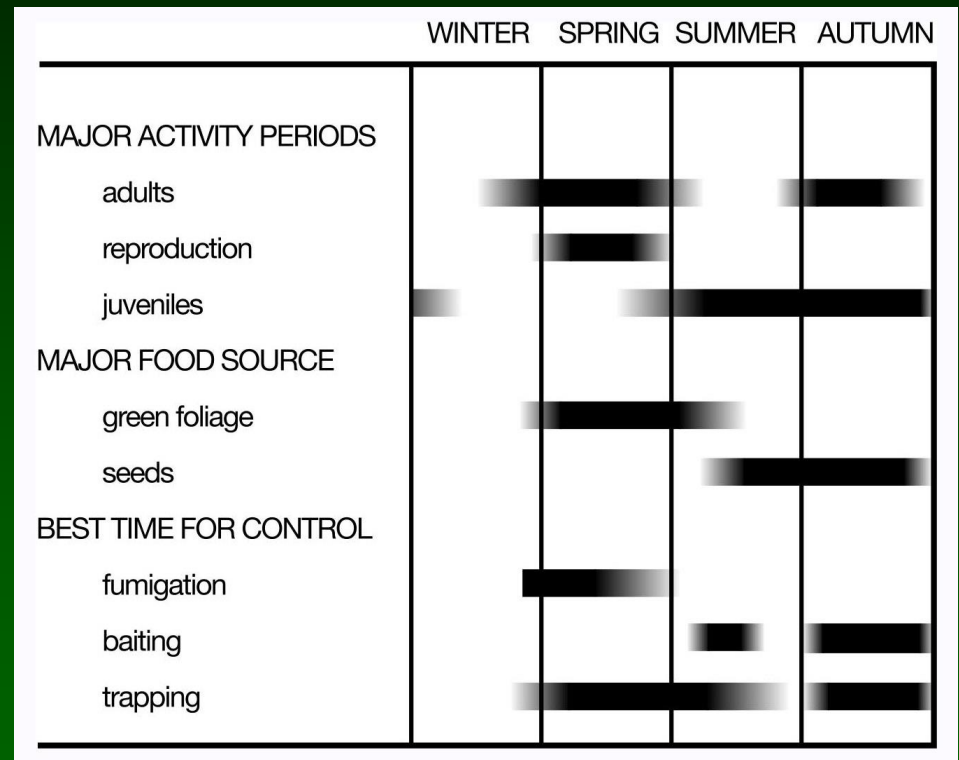 WINTER SPRING SUMMER AUTUMN
MAJOR ACTIVITY PERIODS
adults
reproduction
juveniles
MAJOR FOOD SOURCE
green foliage
seeds
BEST TIME FOR CONTROL
fumigation
baiting
trapping